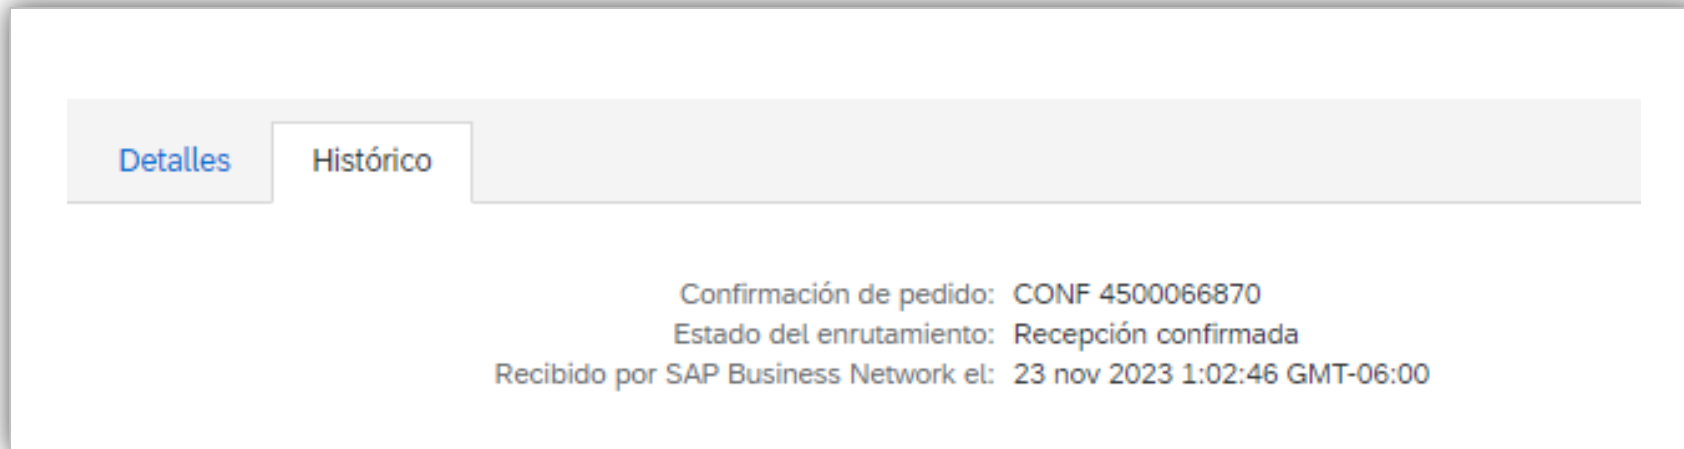 Detalles Histórico
Confirmación de pedido: CONF 4500066870
Estado del enrutamiento: Recepción confirmada
Recibido por SAP Business Network el: 23 nov 2023 1:02:46 GMT-06:00